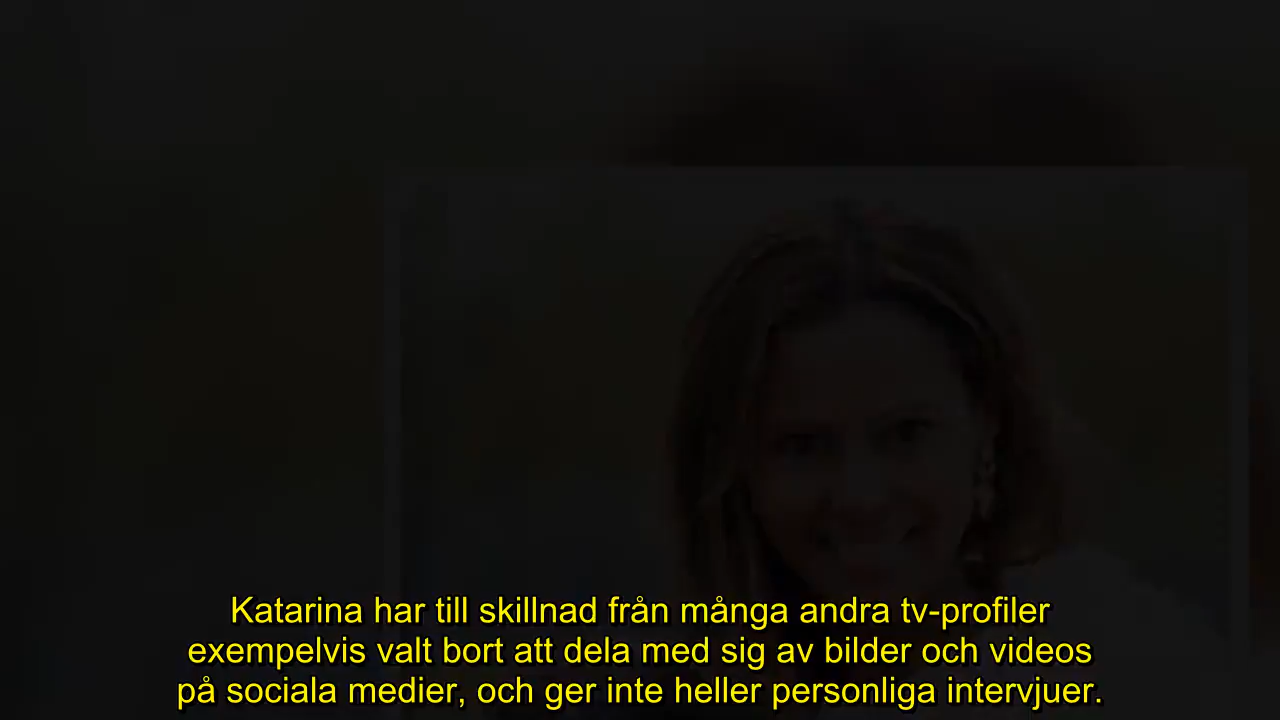 Katarina har till skillnad från många andra tv-profiler
exempelvis valt bort att dela med sig av bilder och videos
på sociala medier, och ger inte heller personliga intervjuer.